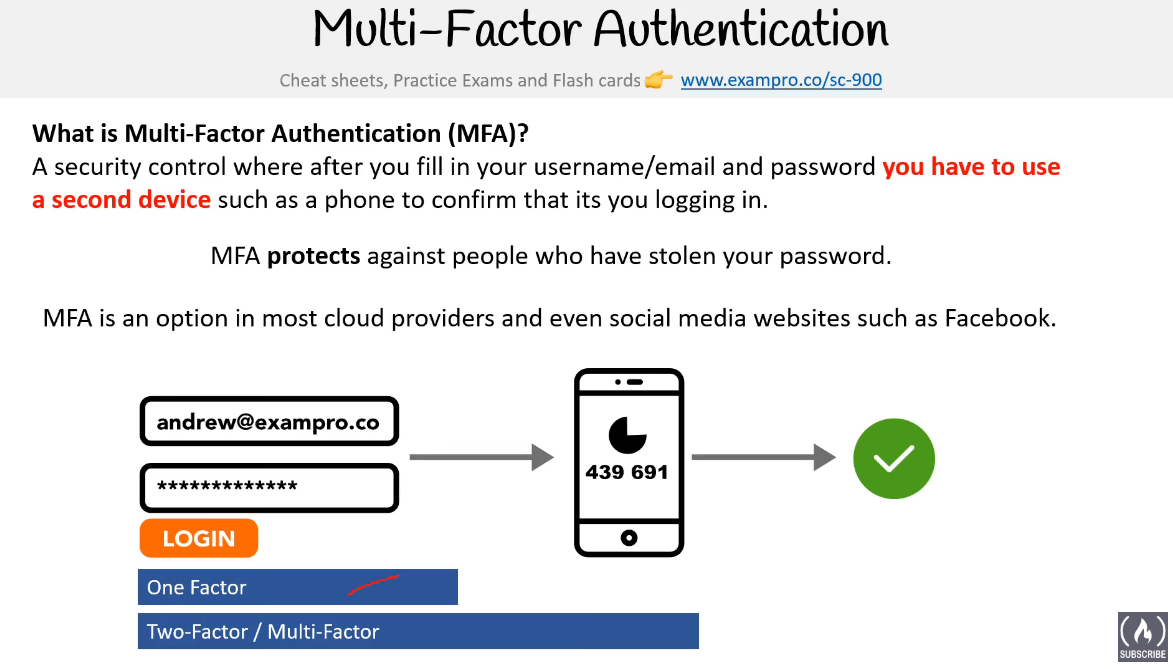 Multi-Factor Authentication
Cheat sheets, Practice Exams and Flash cards 👉 www.exampro.co/sc-900
What is Multi-Factor Authentication (MFA)?
A security control where after you fill in your username/email and password you have to use
a second device such as a phone to confirm that its you logging in.
MFA protects against people who have stolen your password.
MFA is an option in most cloud providers and even social media websites such as Facebook.
andrew@exampro.co
*************
LOGIN
439 691
One Factor
Two-Factor / Multi-Factor
SUBSCRIBE